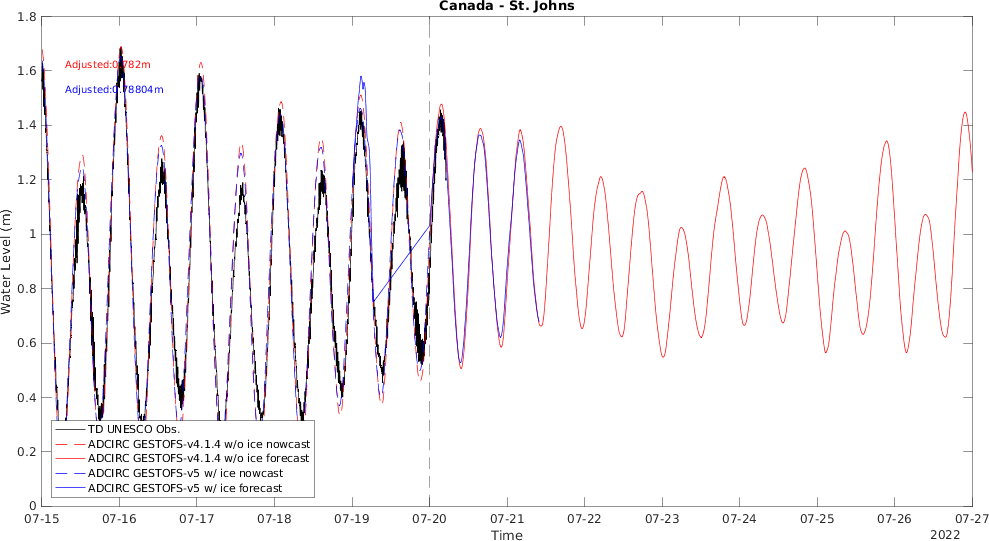 Canada - St. Johns
1.8
1.6
1.4
1.2
1
0.8
0.6
0.4
0.2
0
Water Level (m)
Adjusted:0.782m
Adjusted:0.78804m
TD UNESCO Obs.
ADCIRC GESTOFS-v4.1.4 w/o ice nowcast
ADCIRC GESTOFS-v4.1.4 w/o ice forecast
ADCIRC GESTOFS-v5 w/ ice nowcast
ADCIRC GESTOFS-v5 w/ ice forecast
07-15 07-16 07-17 07-18 07-19 07-20 07-21 07-22 07-23 07-24 07-25 07-26 07-27
Time
2022